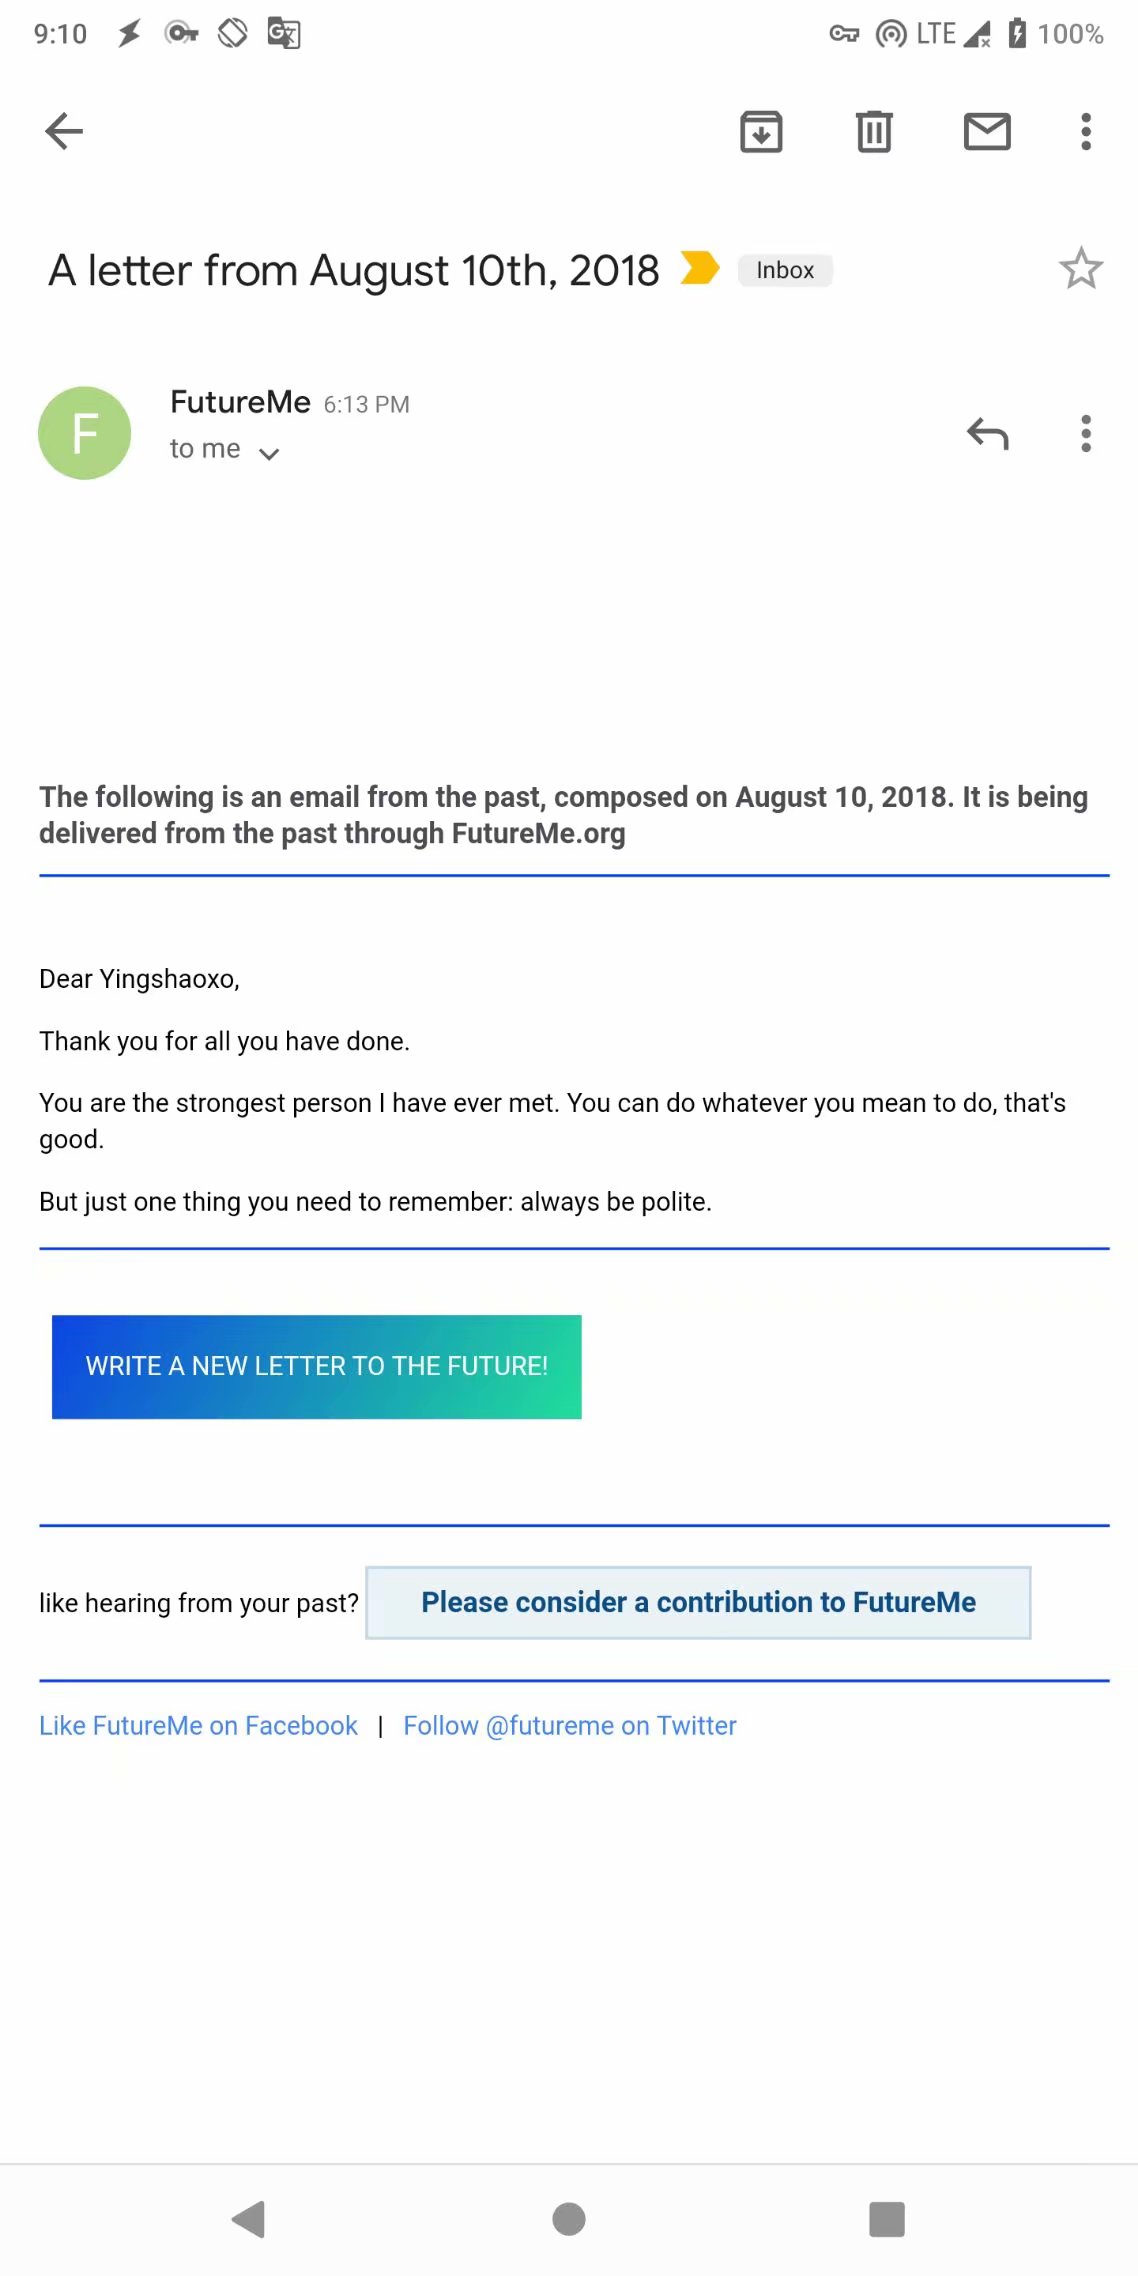 9:10 LTE 100%
A letter from August 10th, 2018 Inbox
F
FutureMe 6:13 PM
to me
The following is an email from the past, composed on August 10, 2018. It is being
delivered from the past through FutureMe.org
Dear Yingshaoxo,
Thank you for all you have done.
You are the strongest person I have ever met. You can do whatever you mean to do, that's
good.
But just one thing you need to remember: always be polite.
WRITE A NEW LETTER TO THE FUTURE!
like hearing from your past? Please consider a contribution to FutureMe
Like FutureMe on Facebook | Follow @futureme on Twitter